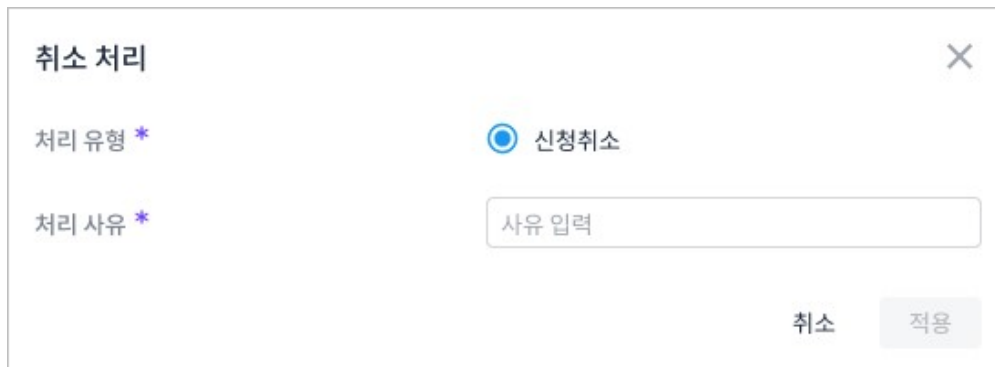 취소 처리
처리 유형 *
신청취소
처리 사유 *
사유 입력
취소
적용